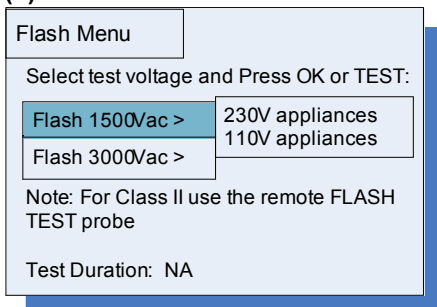 Flash Menu
Select test voltage and Press OK or TEST:
Flash 1500Vac >
230V appliances
110V appliances
Flash 3000Vac >
Note: For Class II use the remote FLASH
TEST probe
Test Duration: NA